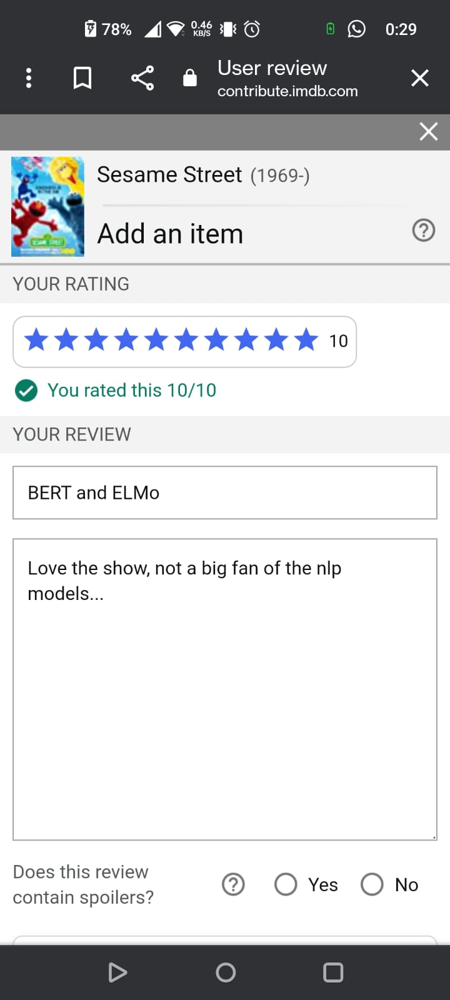 78%
0.46
KB/S
0:29
User review
contribute.imdb.com
Sesame Street (1969-)
SESAME STREET
Add an item
YOUR RATING
10
You rated this 10/10
YOUR REVIEW
BERT and ELMo
Love the show, not a big fan of the nlp
models...
Does this review
contain spoilers?
Yes
No